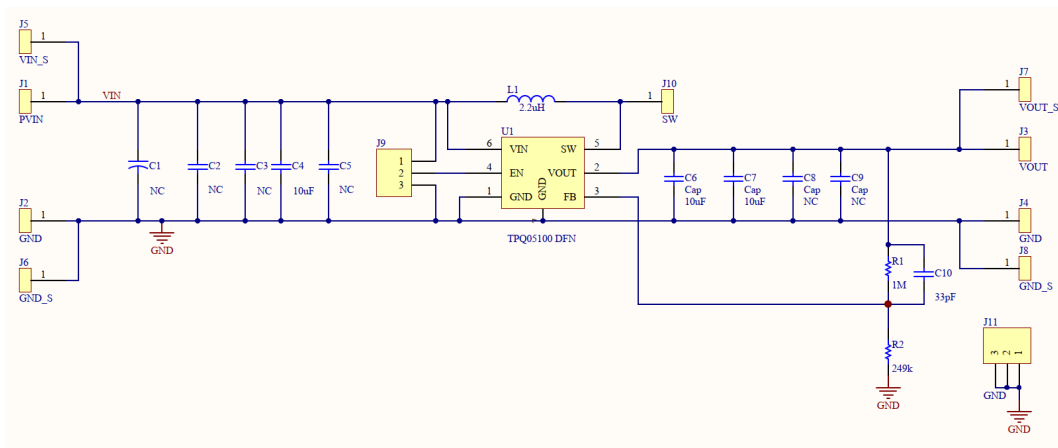 J5
1
VIN_S
J1
1
PVIN
VIN
J2
1
GND
J6
1
GND_S
C1
NC
C2
NC
C3
NC
C4
10uF
C5
NC
GND
J9
1
2
3
L1
2.2uH
U1
6 VIN
4 EN
1 GND
GND
7
SW 5
VOUT 2
FB 3
TPQ05100 DFN
J10
1
SW
C6
Cap
10uF
C7
Cap
10uF
C8
Cap
NC
C9
Cap
NC
R1
1M
C10
33pF
R2
249k
GND
J7
1
VOUT_S
J3
1
VOUT
J4
1
GND
J8
1
GND_S
J11
3 2 1
GND
GND